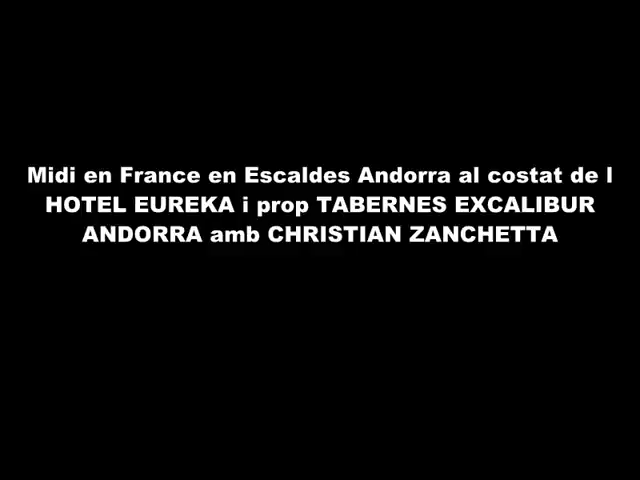 Midi en France en Escaldes Andorra al costat de l
HOTEL EUREKA i prop TABERNES EXCALIBUR
ANDORRA amb CHRISTIAN ZANCHETTA